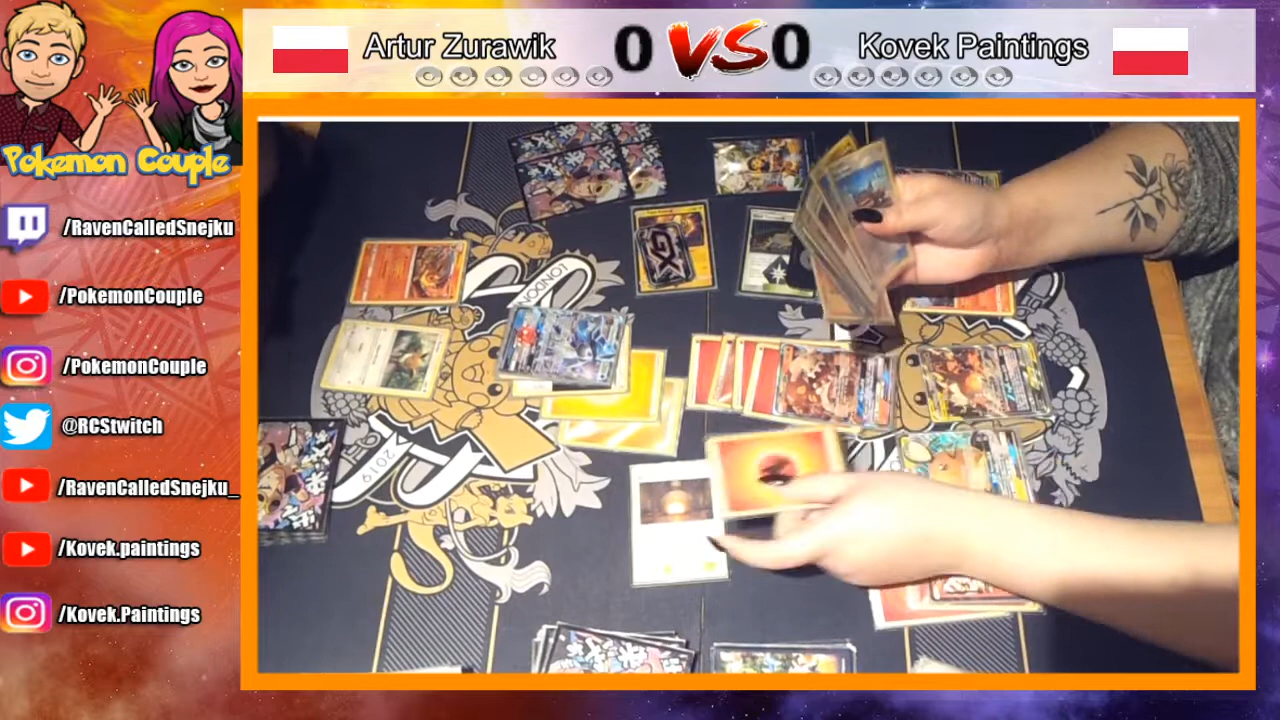 Artur Zurawik
0
VS
0
Kovek Paintings
Pokemon Couple
/RavenCalledSnejku
/PokemonCouple
/PokemonCouple
@RCStwitch
/RavenCalledSnejku_
/Kovek.paintings
/Kovek.Paintings
LONDON
GX
2019